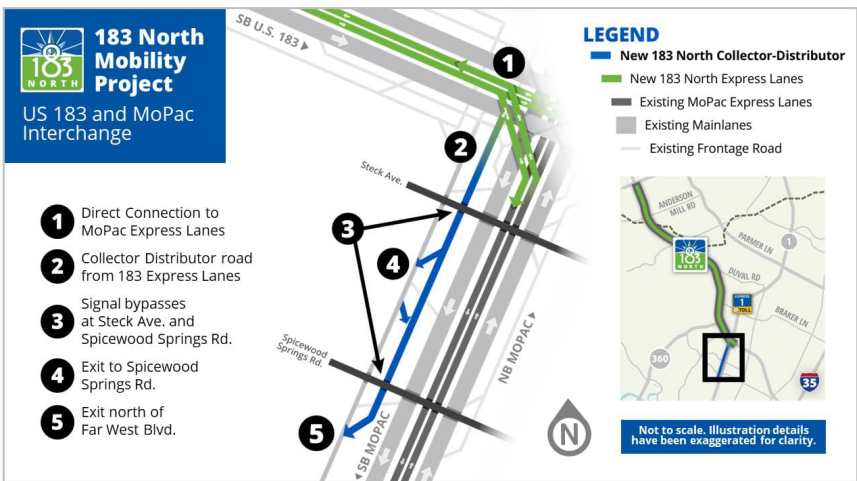 183
NORTH
183 North
Mobility
Project
US 183 and MoPac
Interchange
1
Direct Connection to
MoPac Express Lanes
2
Collector Distributor road
from 183 Express Lanes
3
Signal bypasses
at Steck Ave. and
Spicewood Springs Rd.
4
Exit to Spicewood
Springs Rd.
5
Exit north of
Far West Blvd.
SB U.S. 183
1
2
Steck Ave.
3
4
Spicewood
Springs Rd.
NB MOPAC
5
SB MOPAC
N
LEGEND
New 183 North Collector-Distributor
New 183 North Express Lanes
Existing MoPac Express Lanes
Existing Mainlanes
Existing Frontage Road
ANDERSON
MILL RD
PARMER LN
1
183
NORTH
DUVAL RD
EXPRESS
1
TOLL
BRAKER LN
360
35
Not to scale. Illustration details
have been exaggerated for clarity.